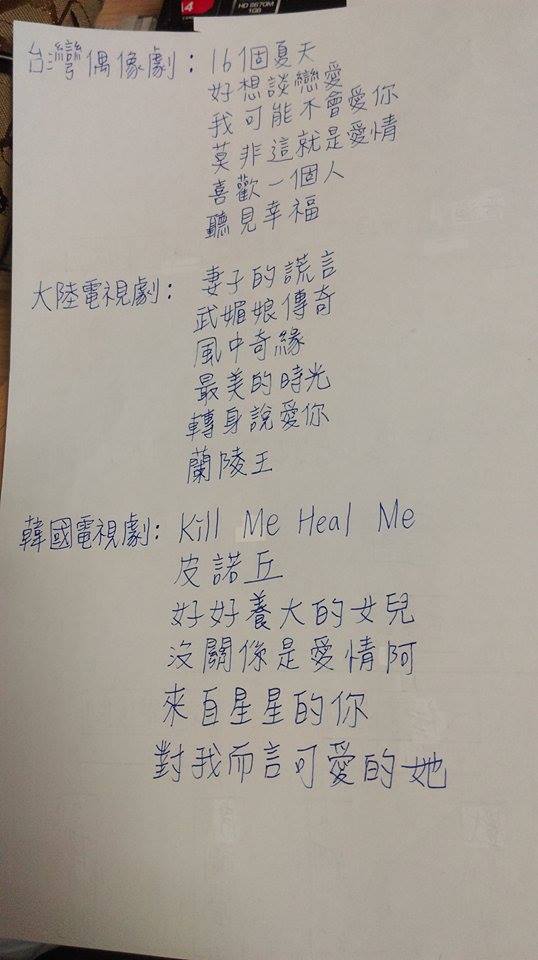 HD 8670M
1GB
4
台灣偶像劇：16個夏天
好想談戀愛
我可能不會愛你
莫非這就是愛情
喜歡一個人
聽見幸福
大陸電視劇：妻子的謊言
武媚娘傳奇
風中奇緣
最美的時光
轉身說愛你
蘭陵王
韓國電視劇：Kill Me Heal Me
皮諾丘
好好養大的女兒
沒關係是愛情阿
來自星星的你
對我而言可愛的她